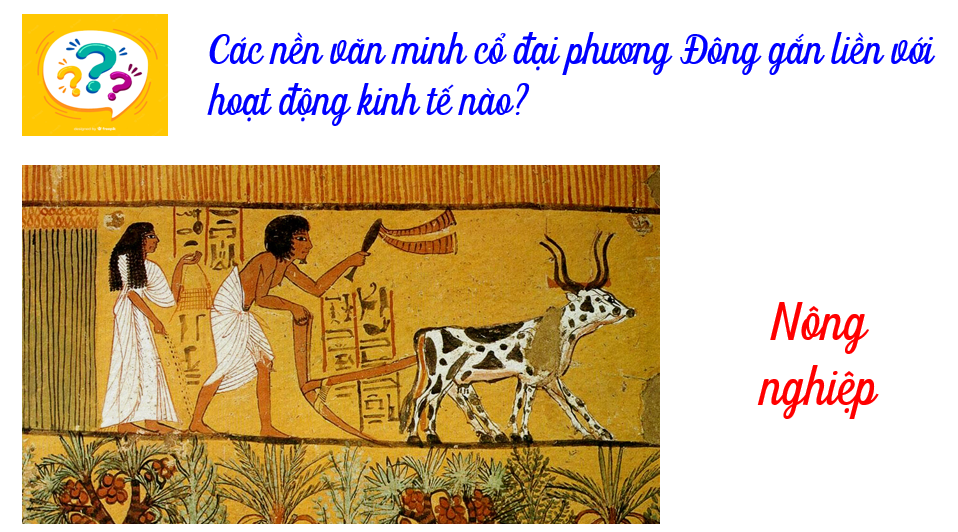 Các nền văn minh cổ đại phương Đông gắn liền với
hoạt động kinh tế nào?
Nông
nghiệp